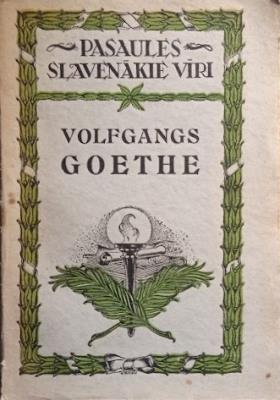 PASAULES
SLAVENĀKIE VĪRI
VOLFGANGS
GOETHE